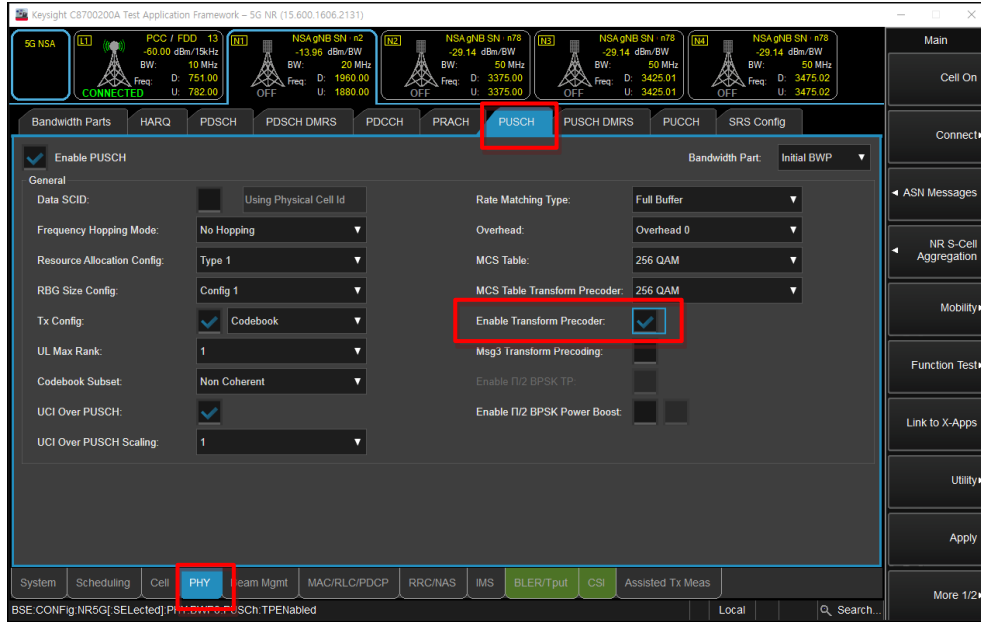 Keysight C8700200A Test Application Framework – 5G NR (15.600.1606.2131)
5G NSA
L1 PCC / FDD 13
-60.00 dBm/15kHz
BW: 10 MHz
Freq: D: 751.00
U: 782.00
CONNECTED
N1 NSA gNB SN · n2
-13.96 dBm/BW
BW: 20 MHz
Freq: D: 1960.00
U: 1880.00
OFF
N2 NSA gNB SN · n78
-29.14 dBm/BW
BW: 50 MHz
Freq: D: 3375.00
U: 3375.00
OFF
N3 NSA gNB SN · n78
-29.14 dBm/BW
BW: 50 MHz
Freq: D: 3425.01
U: 3425.01
OFF
N4 NSA gNB SN · n78
-29.14 dBm/BW
BW: 50 MHz
Freq: D: 3475.02
U: 3475.02
OFF
Bandwidth Parts HARQ PDSCH PDSCH DMRS PDCCH PRACH PUSCH PUSCH DMRS PUCCH SRS Config
Enable PUSCH Bandwidth Part: Initial BWP
General
Data SCID: Using Physical Cell Id
Frequency Hopping Mode: No Hopping
Resource Allocation Config: Type 1
RBG Size Config: Config 1
Tx Config: Codebook
UL Max Rank: 1
Codebook Subset: Non Coherent
UCI Over PUSCH:
UCI Over PUSCH Scaling: 1
Rate Matching Type: Full Buffer
Overhead: Overhead 0
MCS Table: 256 QAM
MCS Table Transform Precoder: 256 QAM
Enable Transform Precoder:
Msg3 Transform Precoding:
Enable Π/2 BPSK TP:
Enable Π/2 BPSK Power Boost:
System Scheduling Cell PHY Beam Mgmt MAC/RLC/PDCP RRC/NAS IMS BLER/Tput CSI Assisted Tx Meas
BSE:CONFig:NR5G[:SELected]:PHY:BWP0:PUSCh:TPENabled
Local
Search...
Main
Cell On
Connect
ASN Messages
NR S-Cell
Aggregation
Mobility
Function Test
Link to X-Apps
Utility
Apply
More 1/2